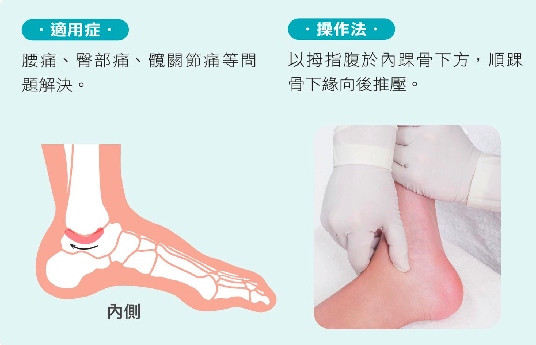 ·適用症·
腰痛、臀部痛、髖關節痛等問
題解決。
·操作法·
以拇指腹於內踝骨下方，順踝
骨下緣向後推壓。
內側